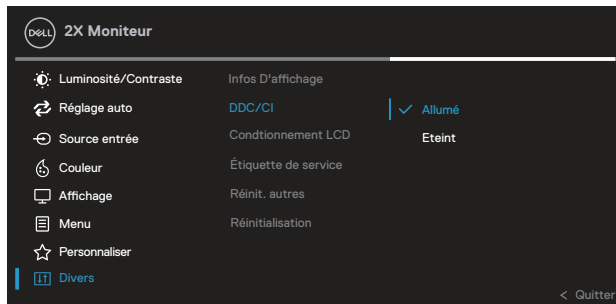 DELL 2X Moniteur
Luminosité/Contraste Infos D'affichage
Réglage auto DDC/CI Allumé
Source entrée Condtionnement LCD Eteint
Couleur Étiquette de service
Affichage Réinit. autres
Menu Réinitialisation
Personnaliser
Divers
< Quitter